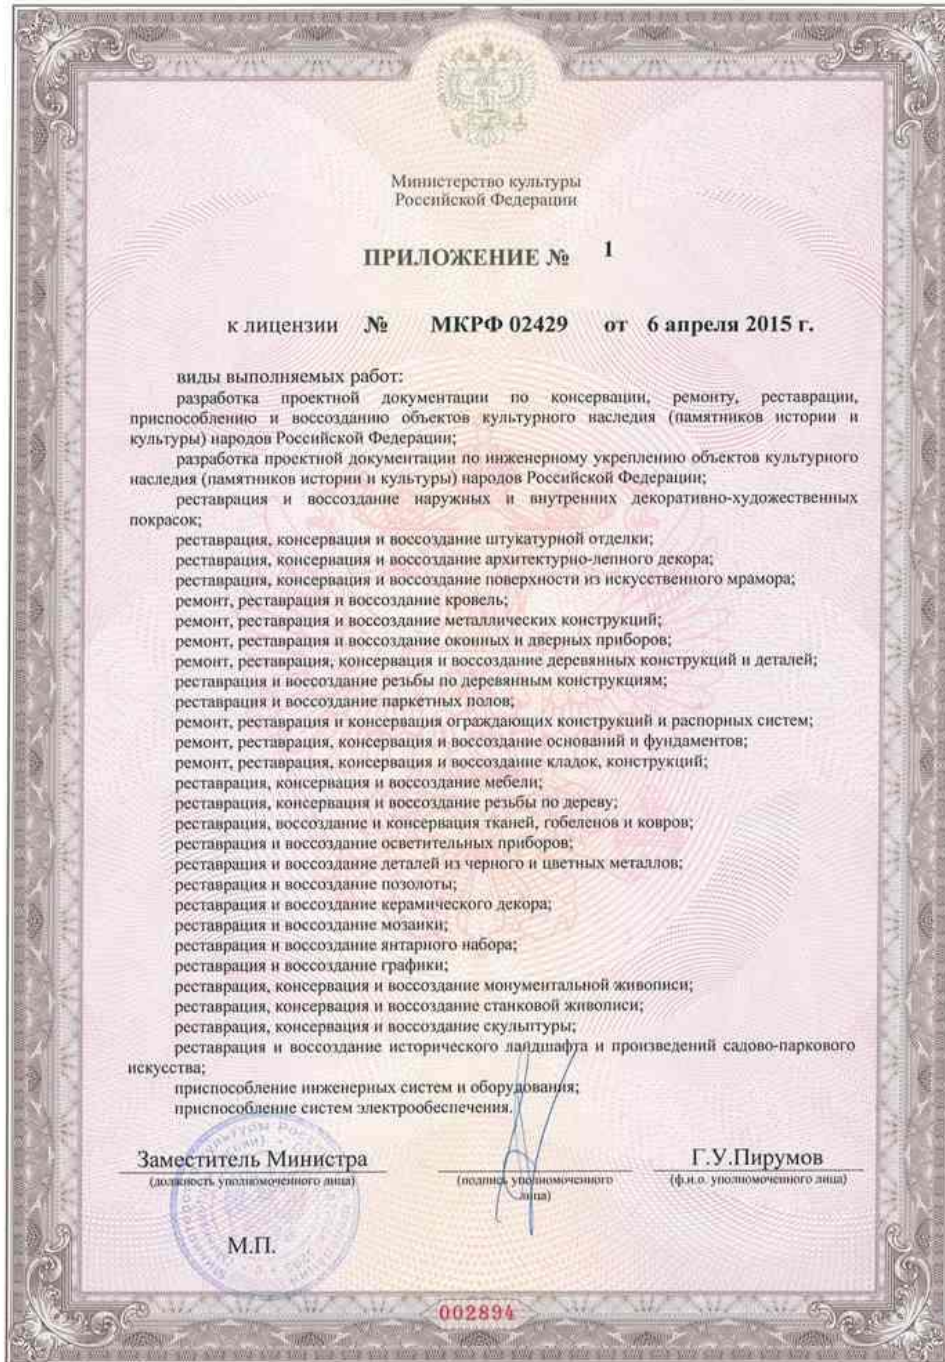 Министерство культуры
Российской Федерации
ПРИЛОЖЕНИЕ № 1
к лицензии № МКРФ 02429 от 6 апреля 2015 г.
виды выполняемых работ:
разработка проектной документации по консервации, ремонту, реставрации,
приспособлению и воссозданию объектов культурного наследия (памятников истории и
культуры) народов Российской Федерации;
разработка проектной документации по инженерному укреплению объектов культурного
наследия (памятников истории и культуры) народов Российской Федерации;
реставрация и воссоздание наружных и внутренних декоративно-художественных
покрасок;
реставрация, консервация и воссоздание штукатурной отделки;
реставрация, консервация и воссоздание архитектурно-лепного декора;
реставрация, консервация и воссоздание поверхности из искусственного мрамора;
ремонт, реставрация и воссоздание кровель;
ремонт, реставрация и воссоздание металлических конструкций;
ремонт, реставрация и воссоздание оконных и дверных приборов;
ремонт, реставрация, консервация и воссоздание деревянных конструкций и деталей;
реставрация и воссоздание резьбы по деревянным конструкциям;
реставрация и воссоздание паркетных полов;
ремонт, реставрация и консервация ограждающих конструкций и распорных систем;
ремонт, реставрация, консервация и воссоздание оснований и фундаментов;
ремонт, реставрация, консервация и воссоздание кладок, конструкций;
реставрация, консервация и воссоздание мебели;
реставрация, консервация и воссоздание резьбы по дереву;
реставрация, воссоздание и консервация тканей, гобеленов и ковров;
реставрация и воссоздание осветительных приборов;
реставрация и воссоздание деталей из черного и цветных металлов;
реставрация и воссоздание позолоты;
реставрация и воссоздание керамического декора;
реставрация и воссоздание мозаики;
реставрация и воссоздание янтарного набора;
реставрация и воссоздание графики;
реставрация, консервация и воссоздание монументальной живописи;
реставрация, консервация и воссоздание станковой живописи;
реставрация, консервация и воссоздание скульптуры;
реставрация и воссоздание исторического ландшафта и произведений садово-паркового
искусства;
приспособление инженерных систем и оборудования;
приспособление систем электрообеспечения.
Заместитель Министра
(должность уполномоченного лица)
(подпись уполномоченного
лица)
Г.У.Пирумов
(ф.и.о. уполномоченного лица)
М.П.
002894